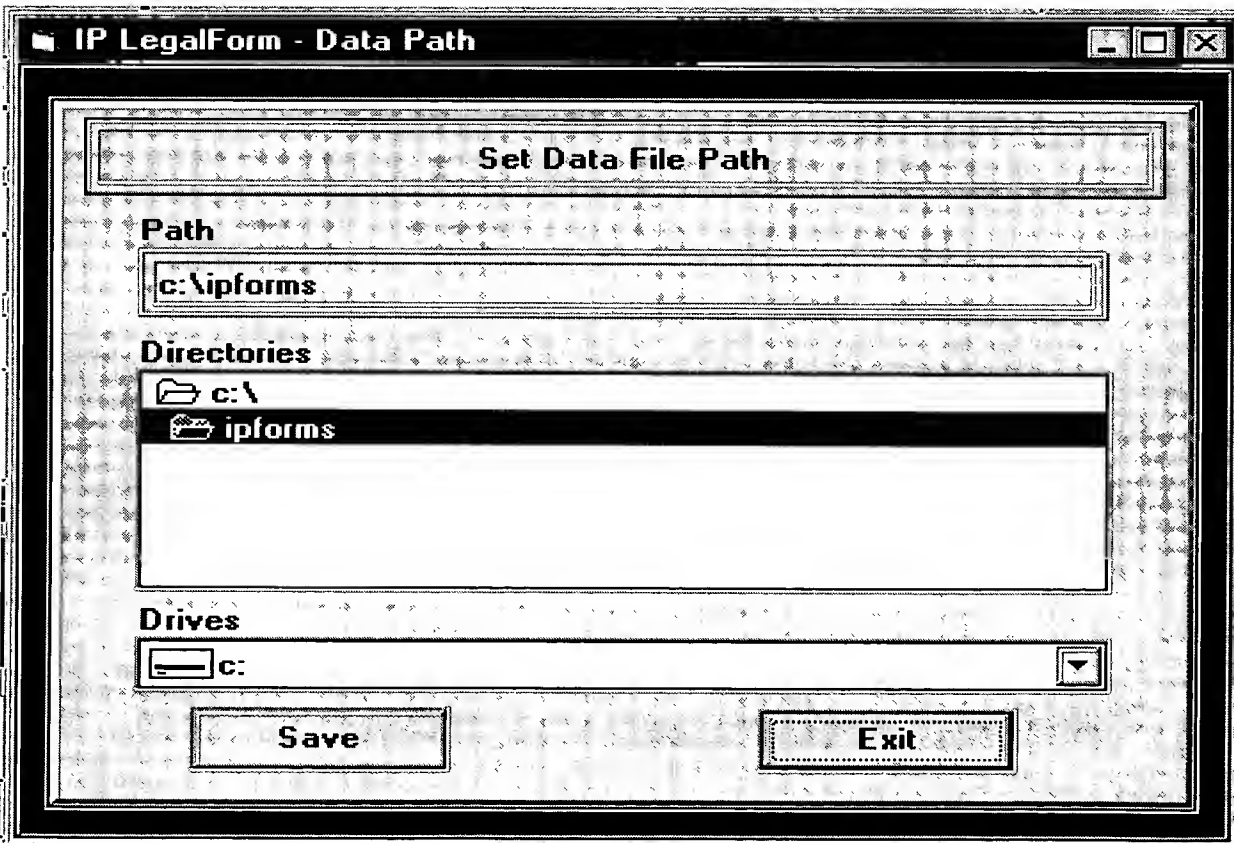 IP LegalForm - Data Path
Set Data File Path
Path
c:\ipforms
Directories
c:\
ipforms
Drives
c:
Save
Exit